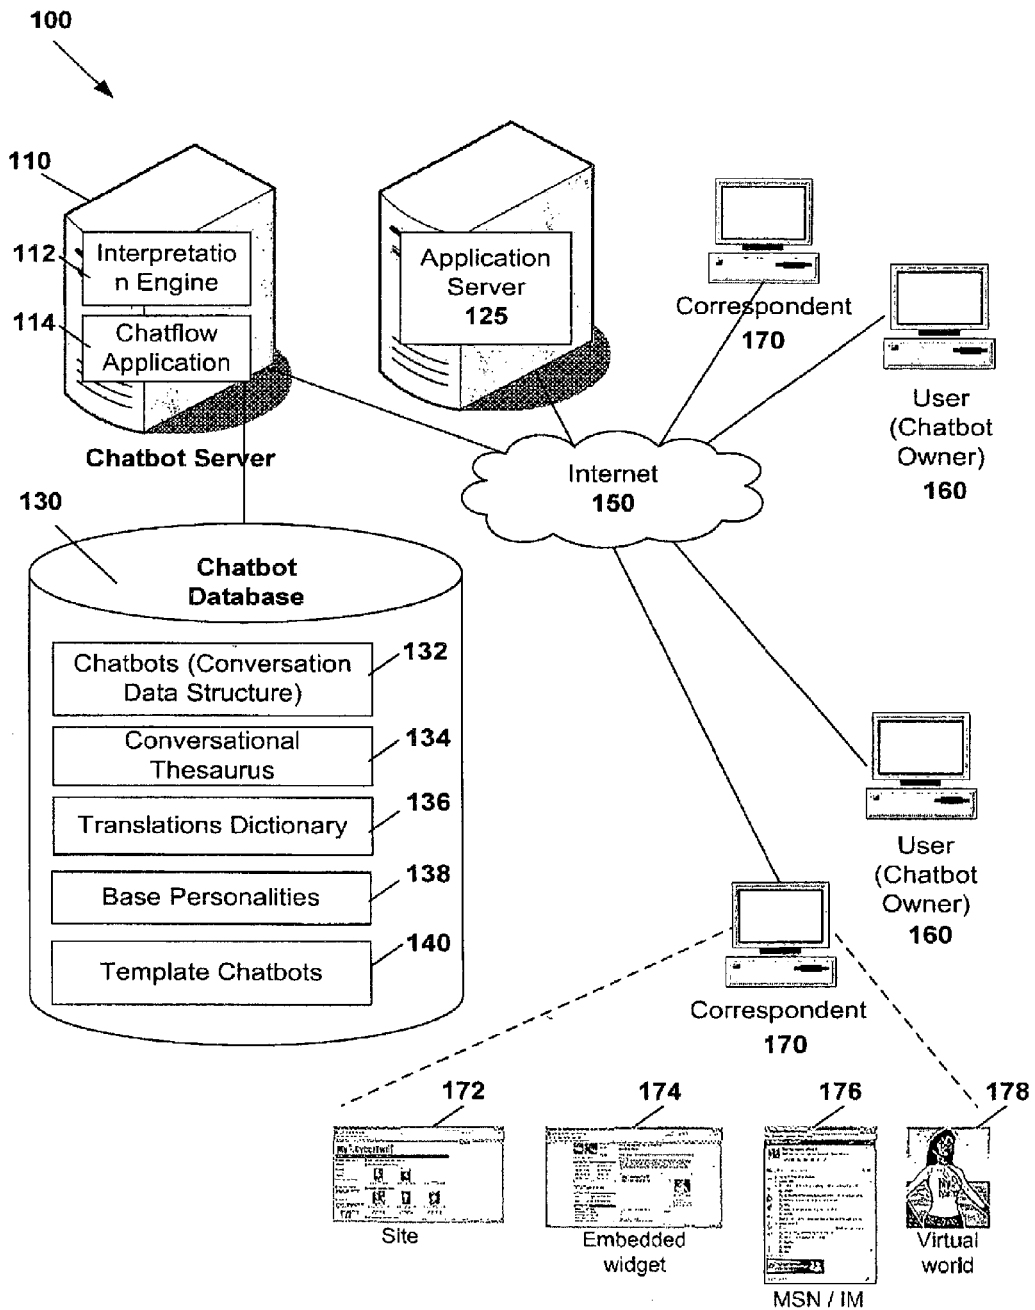 100
110
112
Interpretatio
n Engine
114
Chatflow
Application
Chatbot Server
Application
Server
125
Correspondent
170
User
(Chatbot
Owner)
160
Internet
150
130
Chatbot
Database
Chatbots (Conversation
Data Structure)
132
Conversational
Thesaurus
134
Translations Dictionary
136
Base Personalities
138
Template Chatbots
140
User
(Chatbot
Owner)
160
Correspondent
170
172
174
176
178
Site
Embedded
widget
MSN / IM
Virtual
world